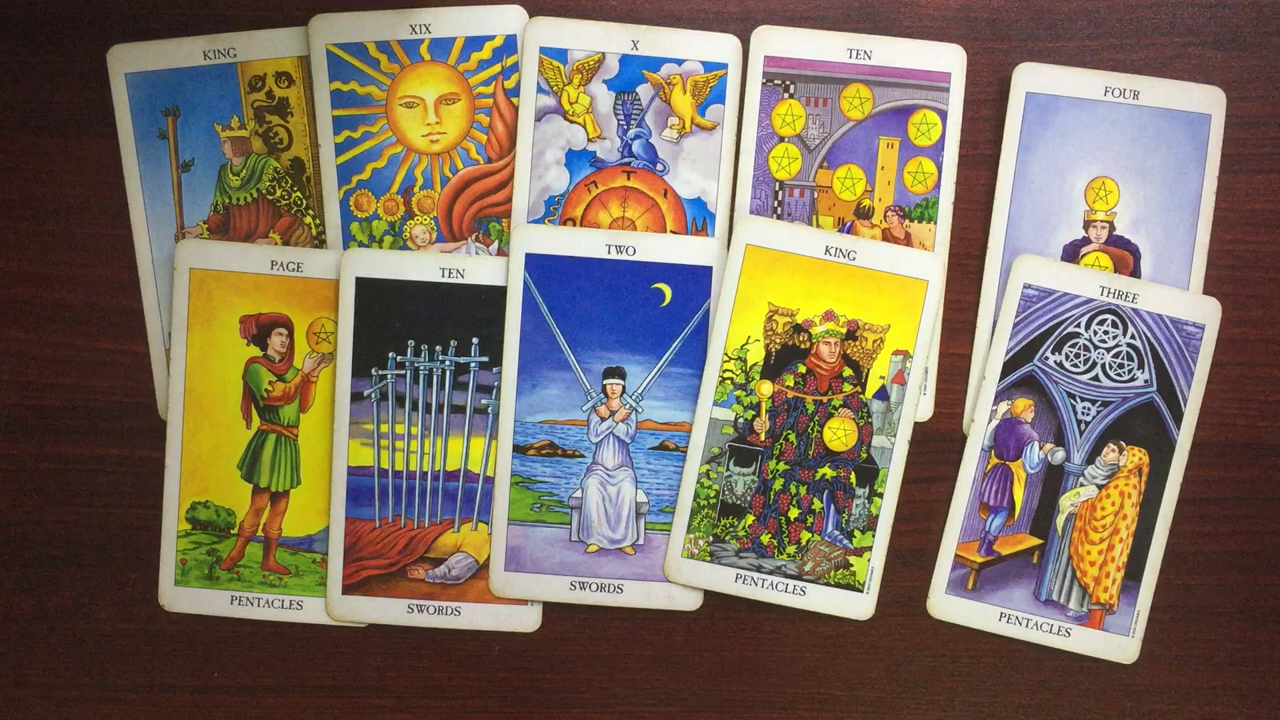 KING
XIX
X
TEN
FOUR
PAGE
PENTACLES
TEN
SWORDS
TWO
SWORDS
KING
PENTACLES
THREE
PENTACLES